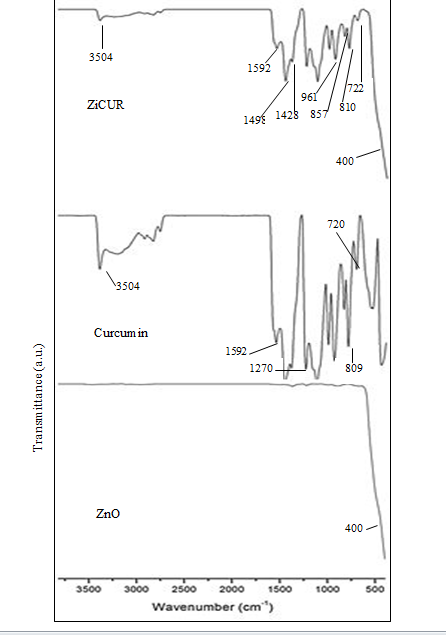 3504
1592
ZiCUR
1498
1428
961
857
810
722
400
720
3504
Curcumin
1592
1270
809
Transmittance (a.u.)
ZnO
400
3500 3000 2500 2000 1500 1000 500
Wavenumber (cm⁻¹)